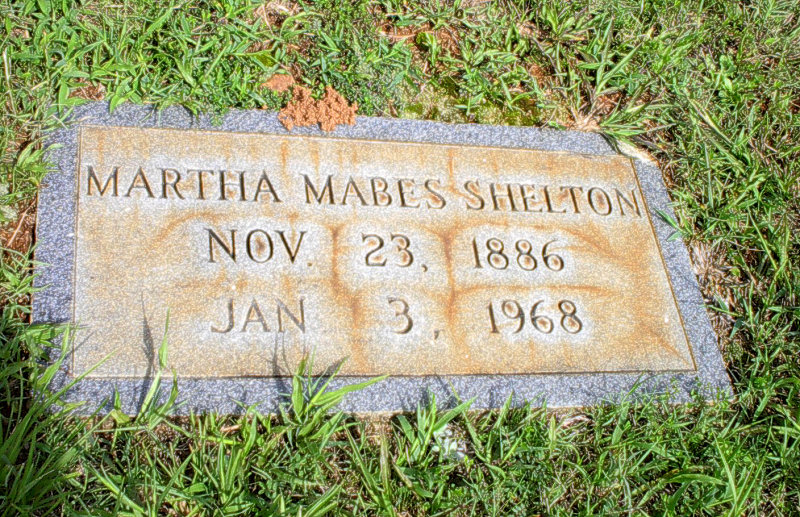 MARTHA MABES SHELTON
NOV. 23, 1886
JAN 3, 1968